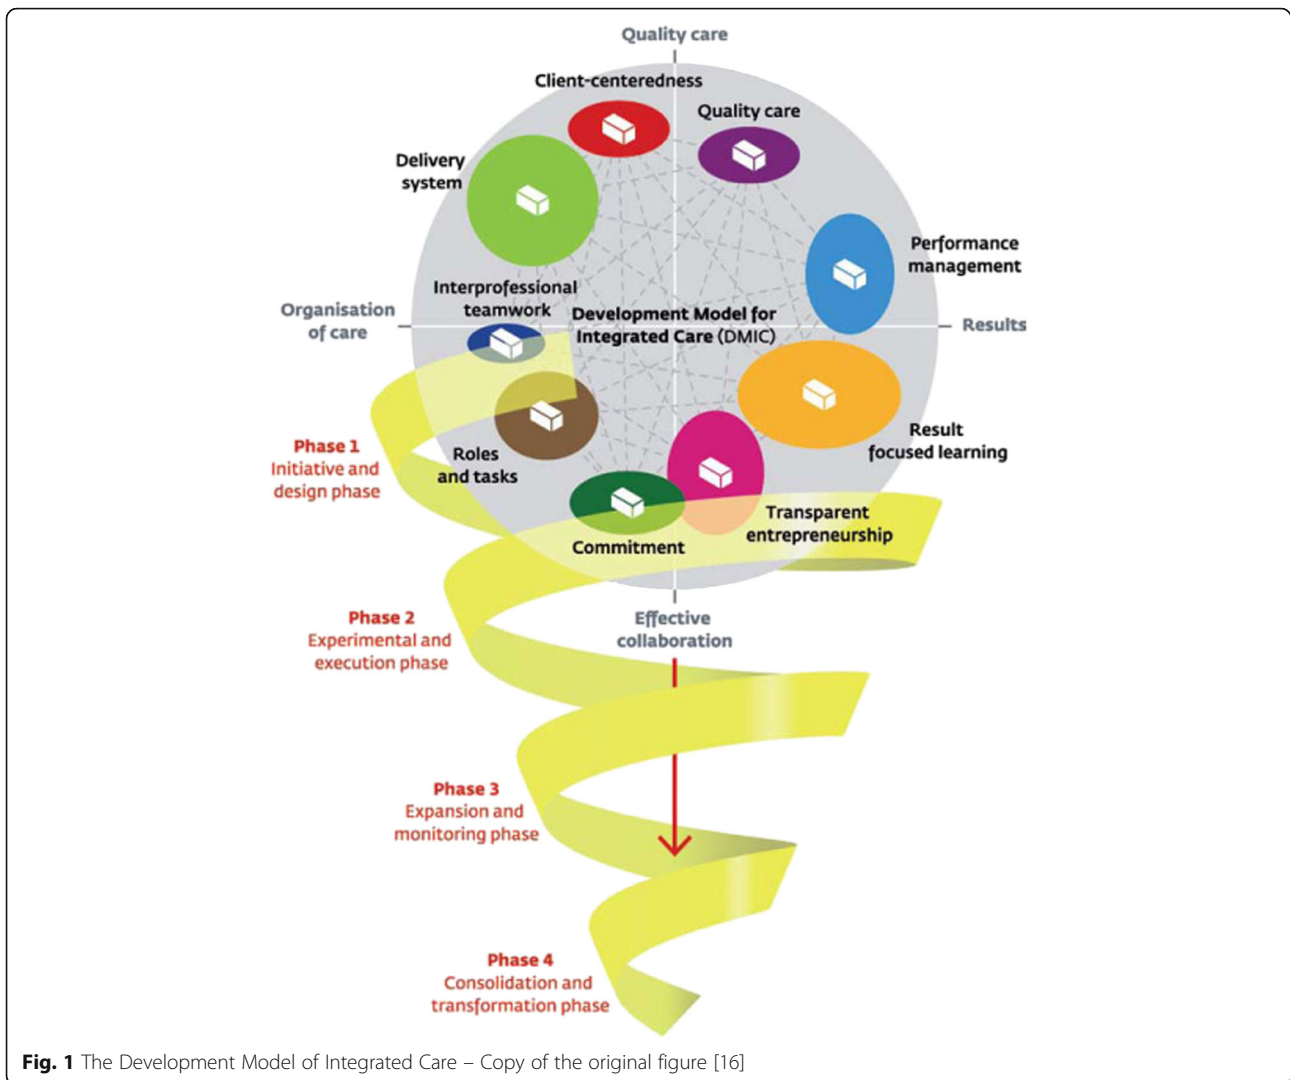 Quality care
Client-centeredness
Quality care
Delivery
system
Performance
management
Interprofessional
teamwork
Organisation
of care
Development Model for
Integrated Care (DMIC)
Results
Result
focused learning
Phase 1
Initiative and
design phase
Roles
and tasks
Transparent
entrepreneurship
Commitment
Effective
collaboration
Phase 2
Experimental and
execution phase
Phase 3
Expansion and
monitoring phase
Phase 4
Consolidation and
transformation phase
Fig. 1 The Development Model of Integrated Care – Copy of the original figure [16]